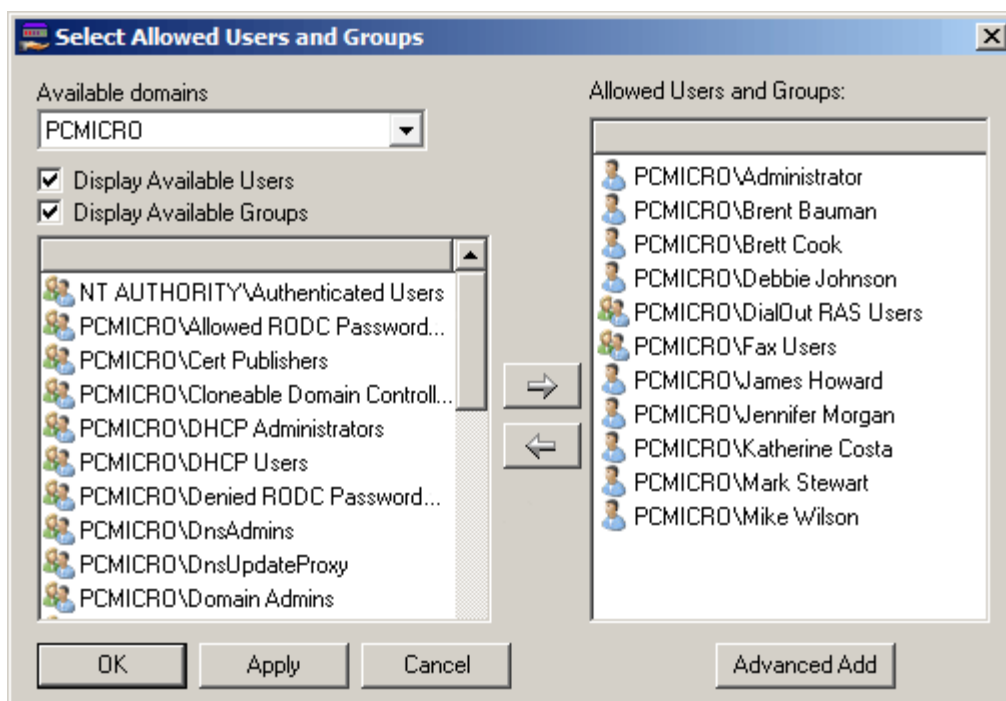 Select Allowed Users and Groups
Available domains
PCMICRO
Display Available Users
Display Available Groups
NT AUTHORITY\Authenticated Users
PCMICRO\Allowed RODC Password...
PCMICRO\Cert Publishers
PCMICRO\Cloneable Domain Controll...
PCMICRO\DHCP Administrators
PCMICRO\DHCP Users
PCMICRO\Denied RODC Password...
PCMICRO\DnsAdmins
PCMICRO\DnsUpdateProxy
PCMICRO\Domain Admins
Allowed Users and Groups:
PCMICRO\Administrator
PCMICRO\Brent Bauman
PCMICRO\Brett Cook
PCMICRO\Debbie Johnson
PCMICRO\DialOut RAS Users
PCMICRO\Fax Users
PCMICRO\James Howard
PCMICRO\Jennifer Morgan
PCMICRO\Katherine Costa
PCMICRO\Mark Stewart
PCMICRO\Mike Wilson
OK
Apply
Cancel
Advanced Add